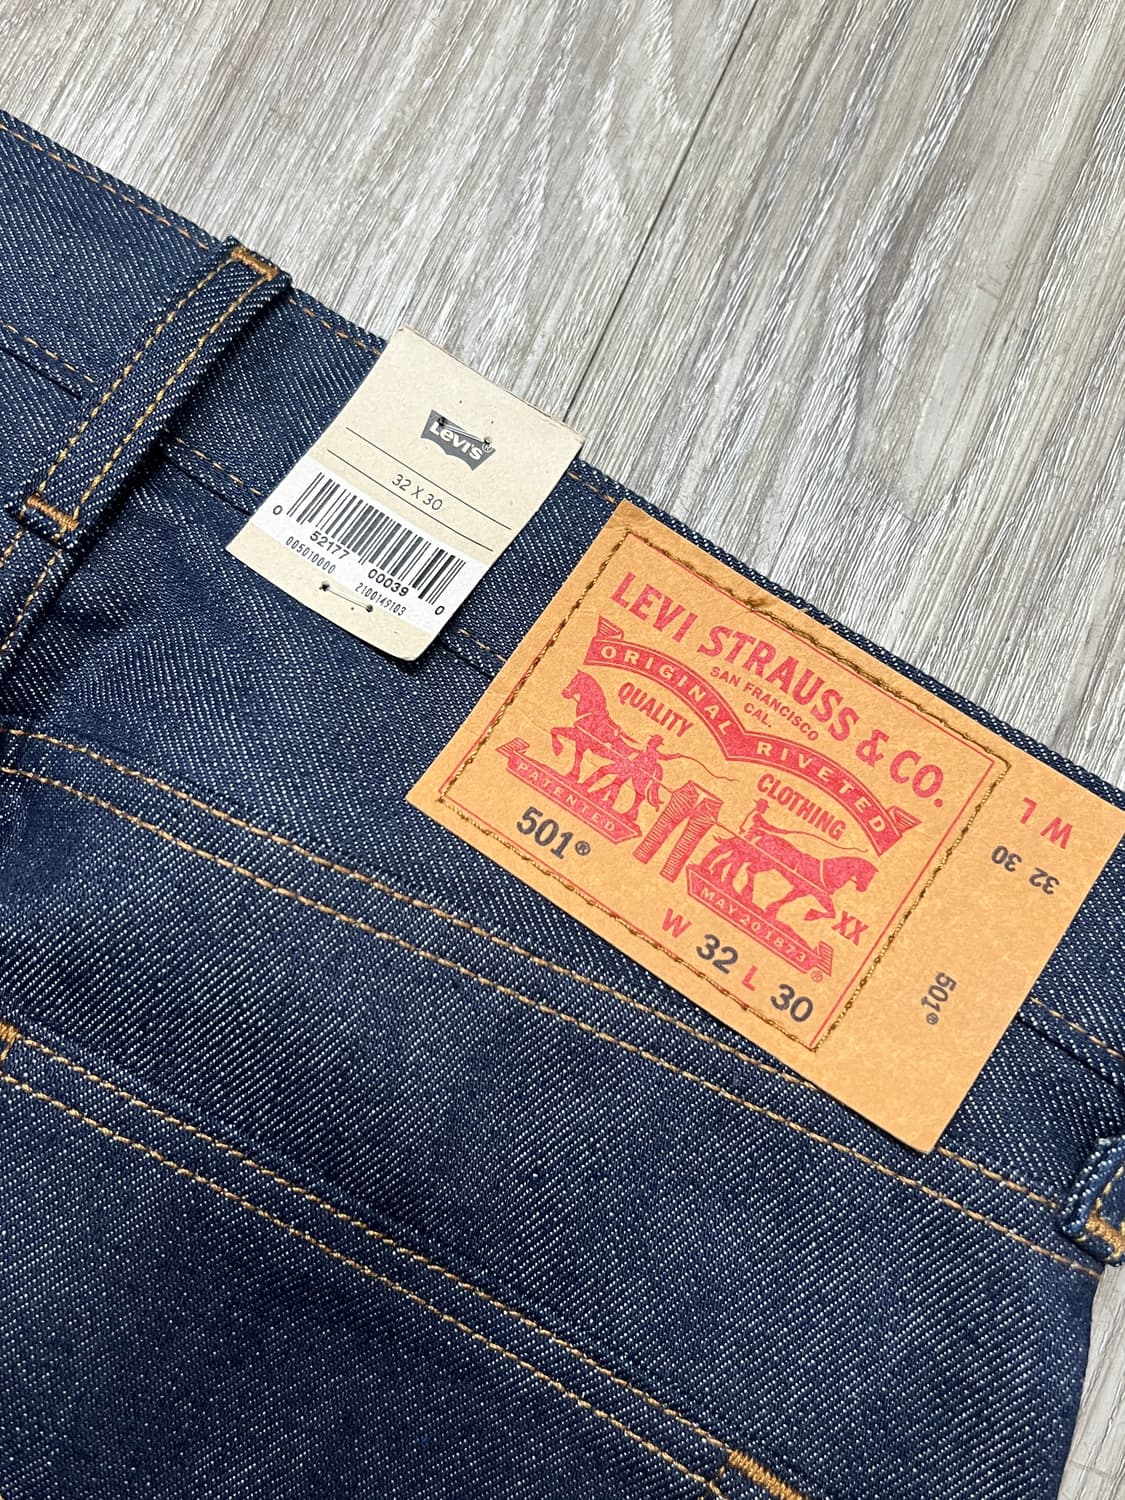 Levi's®
32 X 30
0 52177 00039 0
005010000 2100149103
LEVI STRAUSS & CO.
SAN FRANCISCO
CAL.
ORIGINAL RIVETED
QUALITY CLOTHING
PATENTED
MAY 20 1873
®
501® XX
W 32 L 30
W L
32 30
501®